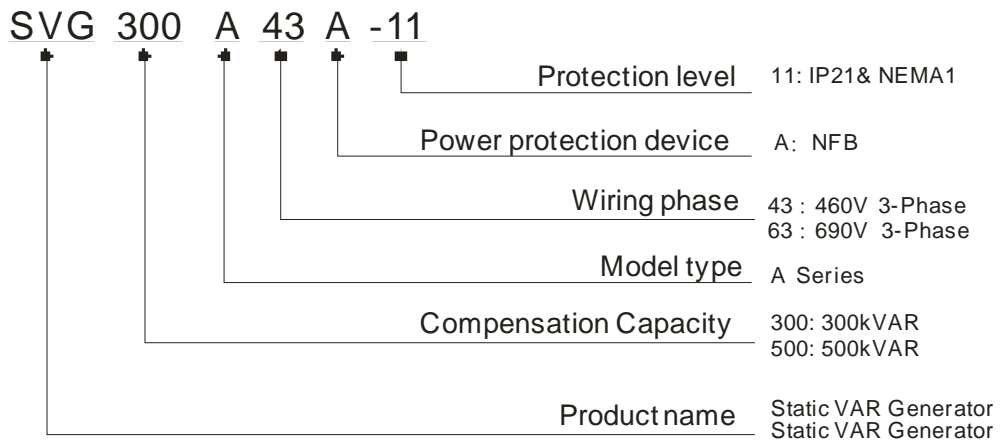 SVG 300 A 43 A -11
Protection level 11: IP21& NEMA1
Power protection device A: NFB
Wiring phase 43 : 460V 3-Phase
63 : 690V 3-Phase
Model type A Series
Compensation Capacity 300: 300kVAR
500: 500kVAR
Product name Static VAR Generator
Static VAR Generator